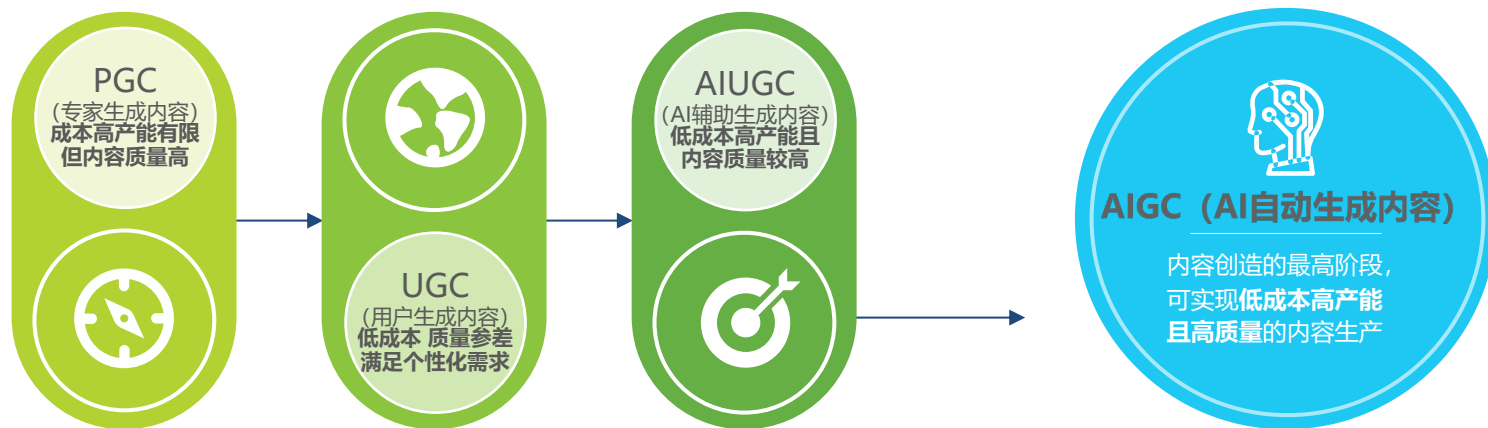 PGC
(专家生成内容)
成本高产能有限
但内容质量高
UGC
(用户生成内容)
低成本 质量参差
满足个性化需求
AIUGC
(AI辅助生成内容)
低成本高产能且
内容质量较高
AIGC（AI自动生成内容）
内容创造的最高阶段，
可实现低成本高产能
且高质量的内容生产